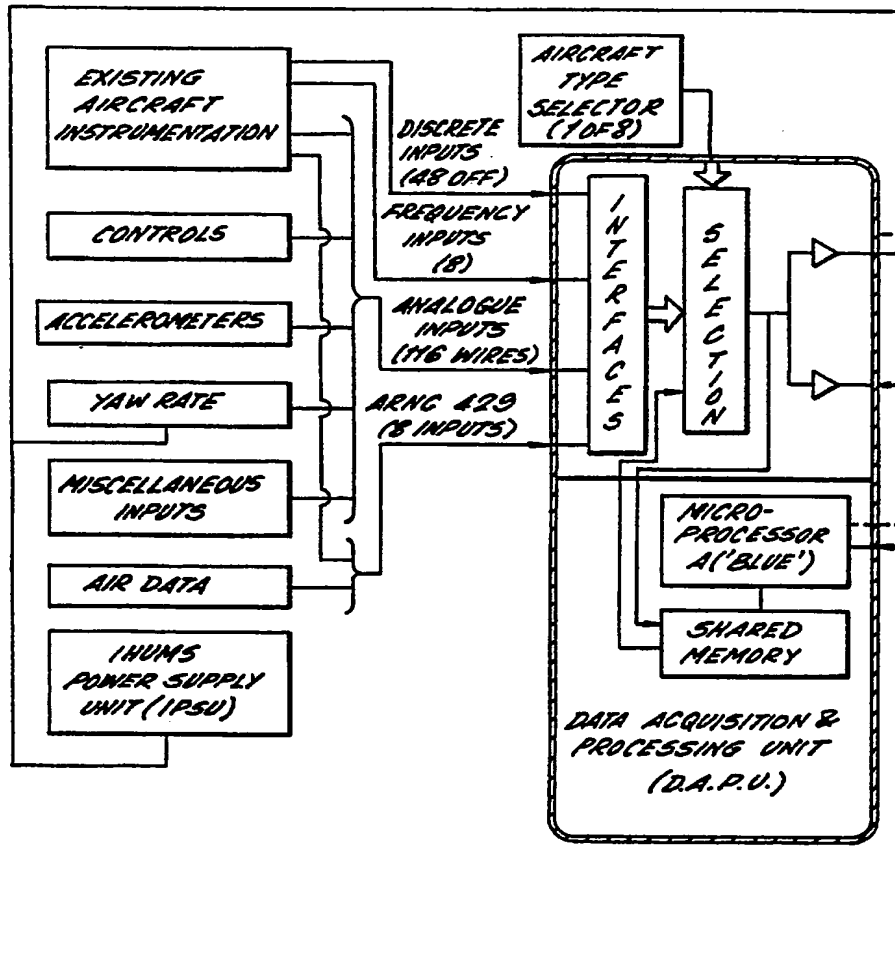 EXISTING
AIRCRAFT
INSTRUMENTATION
CONTROLS
ACCELEROMETERS
YAW RATE
MISCELLANEOUS
INPUTS
AIR DATA
IHUMS
POWER SUPPLY
UNIT (IPSU)
DISCRETE
INPUTS
(48 OFF)
FREQUENCY
INPUTS
(8)
ANALOGUE
INPUTS
(116 WIRES)
ARNC 429
(8 INPUTS)
AIRCRAFT
TYPE
SELECTOR
(1 OF 8)
INTERFACES
SELECTION
MICRO-
PROCESSOR
A('BLUE')
SHARED
MEMORY
DATA ACQUISITION &
PROCESSING UNIT
(D.A.P.U.)